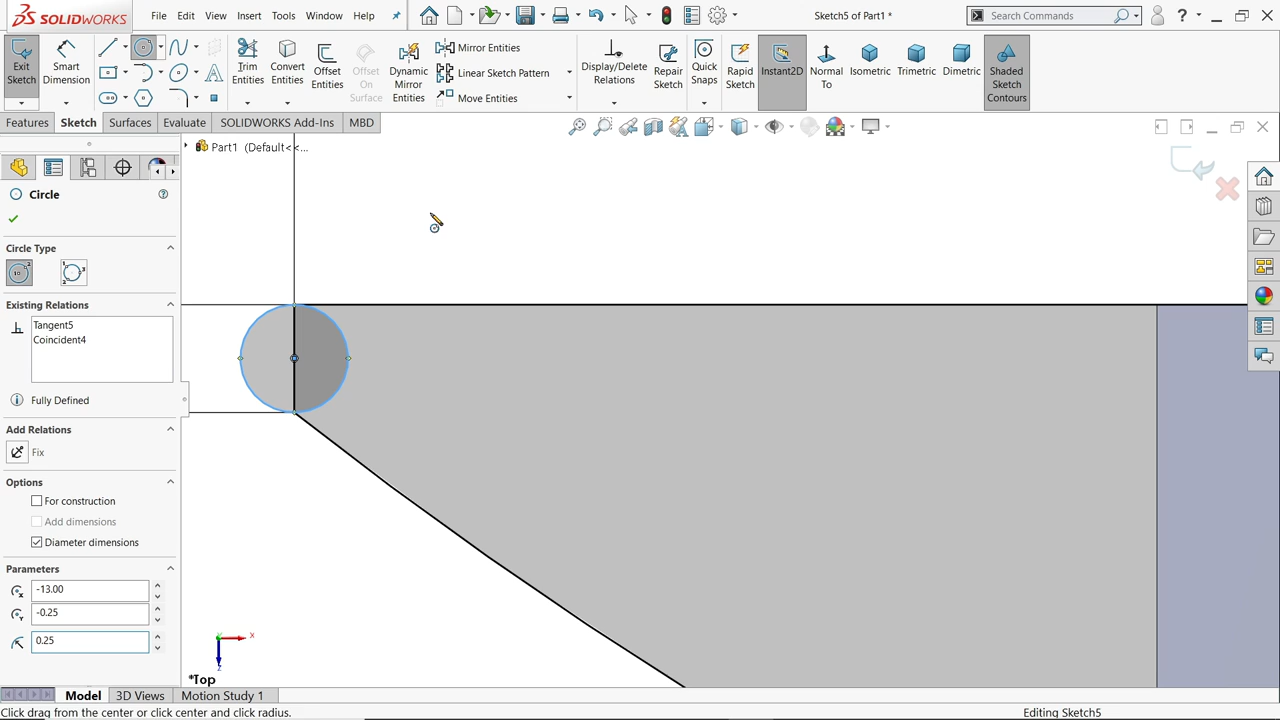 SOLIDWORKS
File
Edit
View
Insert
Tools
Window
Help
Sketch5 of Part1 *
Search Commands
Exit Sketch
Smart Dimension
Trim Entities
Convert Entities
Offset Entities
Offset On Surface
Dynamic Mirror Entities
Mirror Entities
Linear Sketch Pattern
Move Entities
Display/Delete Relations
Repair Sketch
Quick Snaps
Rapid Sketch
Instant2D
Normal To
Isometric
Trimetric
Dimetric
Shaded Sketch Contours
Features
Sketch
Surfaces
Evaluate
SOLIDWORKS Add-Ins
MBD
Part1 (Default<<...
Circle
Circle Type
Existing Relations
Tangent5
Coincident4
Fully Defined
Add Relations
Fix
Options
For construction
Add dimensions
Diameter dimensions
Parameters
-13.00
-0.25
0.25
x
z
*Top
Model
3D Views
Motion Study 1
Click drag from the center or click center and click radius.
Editing Sketch5